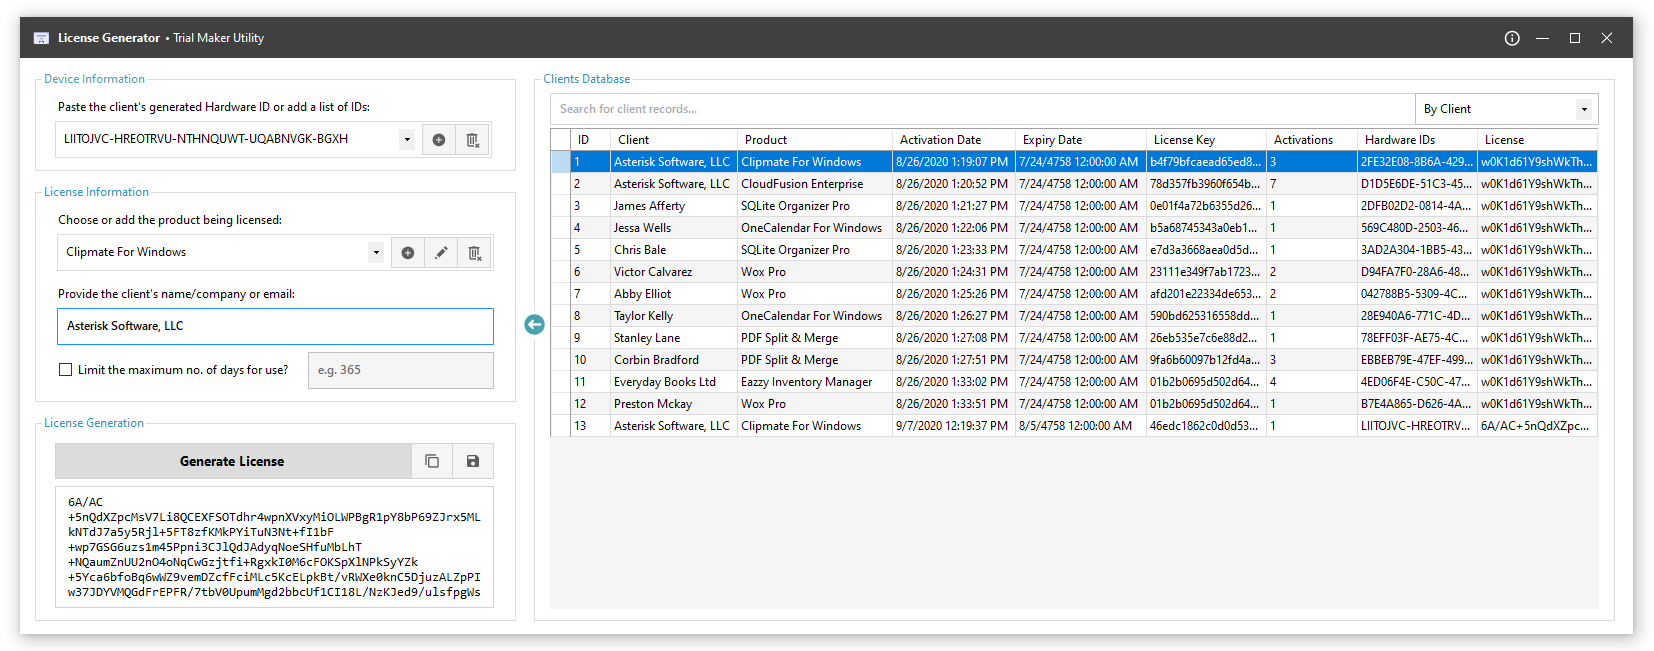 License Generator • Trial Maker Utility
Device Information
Paste the client's generated Hardware ID or add a list of IDs:
LIITOJVC-HREOTRVU-NTHNQUWT-UQABNVGK-BGXH
License Information
Choose or add the product being licensed:
Clipmate For Windows
Provide the client's name/company or email:
Asterisk Software, LLC
Limit the maximum no. of days for use? e.g. 365
License Generation
Generate License
6A/AC
+5nQdXZpcMsV7Li8QCEXFSOTdhr4wpnXVxyMiOLWPBgR1pY8bP69ZJrx5ML
kNTdJ7a5y5Rjl+5FT8zfKMkPYiTuN3Nt+fI1bF
+wp7GSG6uzs1m45Ppni3CJlQdJAdyqNoeSHfuMbLhT
+NQaumZnUU2nO4oNqCwGzjtfi+RgxkI0M6cFOKSpXlNPkSyYZk
+5Yca6bfoBq6wWZ9vemDZcfFciMLc5KcELpkBt/vRWXe0knC5DjuzALZpPI
w37JDYVMQGdFrEPFR/7tbV0UpumMgd2bbcUf1CI18L/NzKJed9/ulsfpgWs
Clients Database
Search for client records... By Client
ID Client Product Activation Date Expiry Date License Key Activations Hardware IDs License
1 Asterisk Software, LLC Clipmate For Windows 8/26/2020 1:19:07 PM 7/24/4758 12:00:00 AM b4f79bfcaead65ed8... 3 2FE32E08-8B6A-429... w0K1d61Y9shWkTh...
2 Asterisk Software, LLC CloudFusion Enterprise 8/26/2020 1:20:52 PM 7/24/4758 12:00:00 AM 78d357fb3960f654b... 7 D1D5E6DE-51C3-45... w0K1d61Y9shWkTh...
3 James Afferty SQLite Organizer Pro 8/26/2020 1:21:27 PM 7/24/4758 12:00:00 AM 0e01f4a72b6355d26... 1 2DFB02D2-0814-4A... w0K1d61Y9shWkTh...
4 Jessa Wells OneCalendar For Windows 8/26/2020 1:22:06 PM 7/24/4758 12:00:00 AM b5a68745343a0eb1... 1 569C480D-2503-46... w0K1d61Y9shWkTh...
5 Chris Bale SQLite Organizer Pro 8/26/2020 1:23:33 PM 7/24/4758 12:00:00 AM e7d3a3668aea0d5d... 1 3AD2A304-1BB5-43... w0K1d61Y9shWkTh...
6 Victor Calvarez Wox Pro 8/26/2020 1:24:31 PM 7/24/4758 12:00:00 AM 23111e349f7ab1723... 2 D94FA7F0-28A6-48... w0K1d61Y9shWkTh...
7 Abby Elliot Wox Pro 8/26/2020 1:25:26 PM 7/24/4758 12:00:00 AM afd201e22334de653... 2 042788B5-5309-4C... w0K1d61Y9shWkTh...
8 Taylor Kelly OneCalendar For Windows 8/26/2020 1:26:27 PM 7/24/4758 12:00:00 AM 590bd625316558dd... 1 28E940A6-771C-4D... w0K1d61Y9shWkTh...
9 Stanley Lane PDF Split & Merge 8/26/2020 1:27:08 PM 7/24/4758 12:00:00 AM 26eb535e7c6e88d2... 1 78EFF03F-AE75-4C... w0K1d61Y9shWkTh...
10 Corbin Bradford PDF Split & Merge 8/26/2020 1:27:51 PM 7/24/4758 12:00:00 AM 9fa6b60097b12fd4a... 3 EBBEB79E-47EF-499... w0K1d61Y9shWkTh...
11 Everyday Books Ltd Eazzy Inventory Manager 8/26/2020 1:33:02 PM 7/24/4758 12:00:00 AM 01b2b0695d502d64... 4 4ED06F4E-C50C-47... w0K1d61Y9shWkTh...
12 Preston Mckay Wox Pro 8/26/2020 1:33:51 PM 7/24/4758 12:00:00 AM 01b2b0695d502d64... 1 B7E4A865-D626-4A... w0K1d61Y9shWkTh...
13 Asterisk Software, LLC Clipmate For Windows 9/7/2020 12:19:37 PM 8/5/4758 12:00:00 AM 46edc1862c0d0d53... 1 LIITOJVC-HREOTRV... 6A/AC+5nQdXZpc...